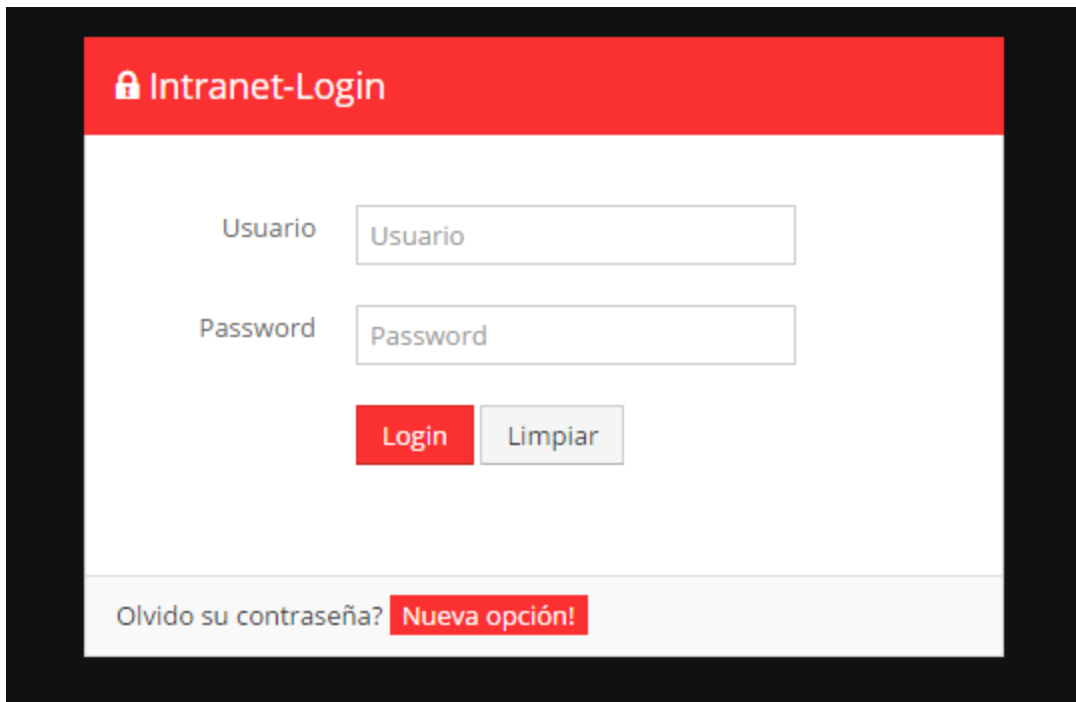 Intranet-Login
Usuario Usuario
Password Password
Login Limpiar
Olvido su contraseña? Nueva opción!